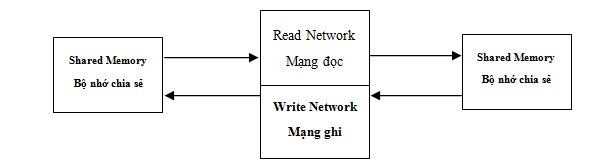 Shared Memory
Bộ nhớ chia sẻ
Read Network
Mạng đọc
Write Network
Mạng ghi
Shared Memory
Bộ nhớ chia sẻ